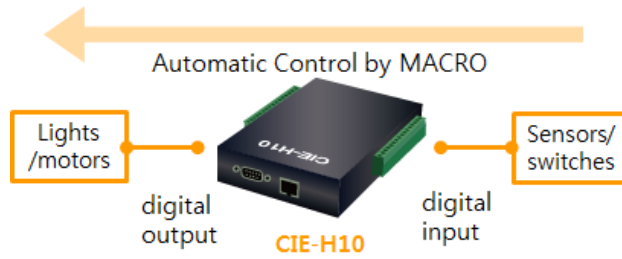 Automatic Control by MACRO
Lights
/motors
CIE-H10
Sensors/
switches
digital
output
digital
input
CIE-H10